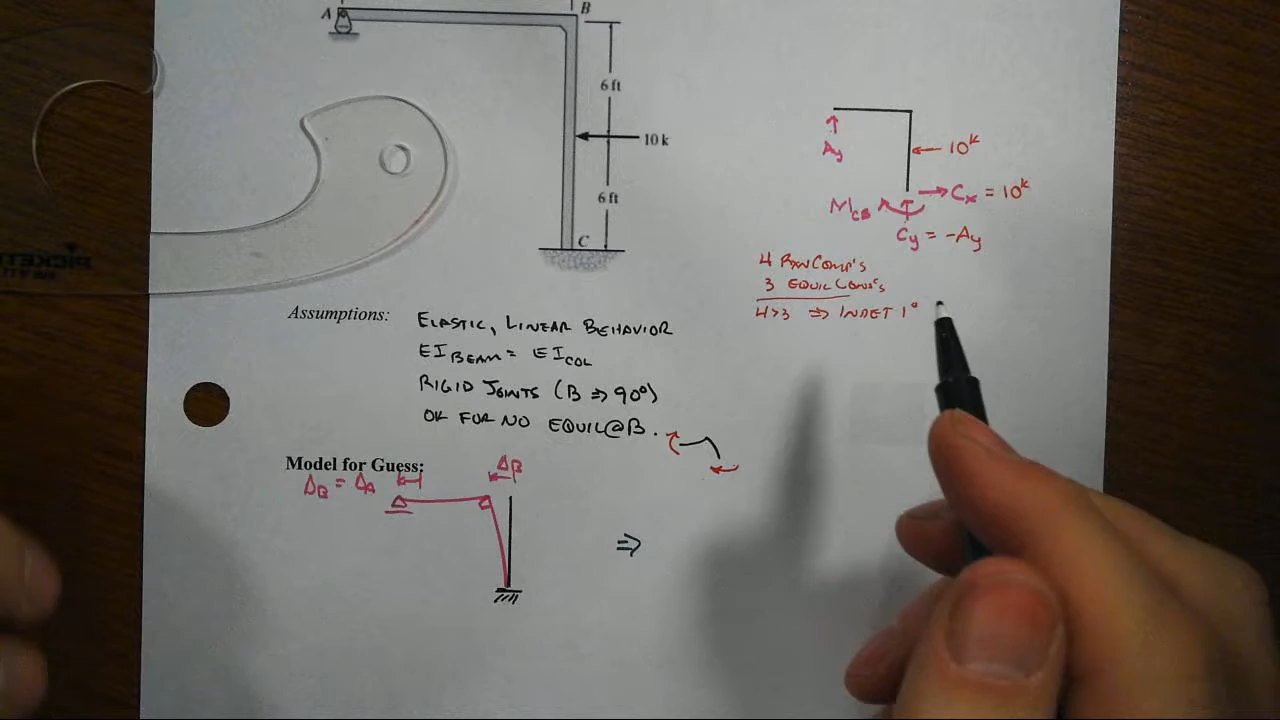 A
B
6 ft
10 k
6 ft
C
Ay
10ᵏ
Cx = 10ᵏ
MCB
Cy = -Ay
4 RXN COMP'S
3 EQUIL
4>3 ⇒ INDET 1°
Assumptions: ELASTIC, LINEAR BEHAVIOR
EI BEAM = EI COL
RIGID JOINTS (B ⇒ 90°)
OK FOR NO EQUIL@B.
Model for Guess:
ΔB = ΔA
ΔB
⇒
PICKETT